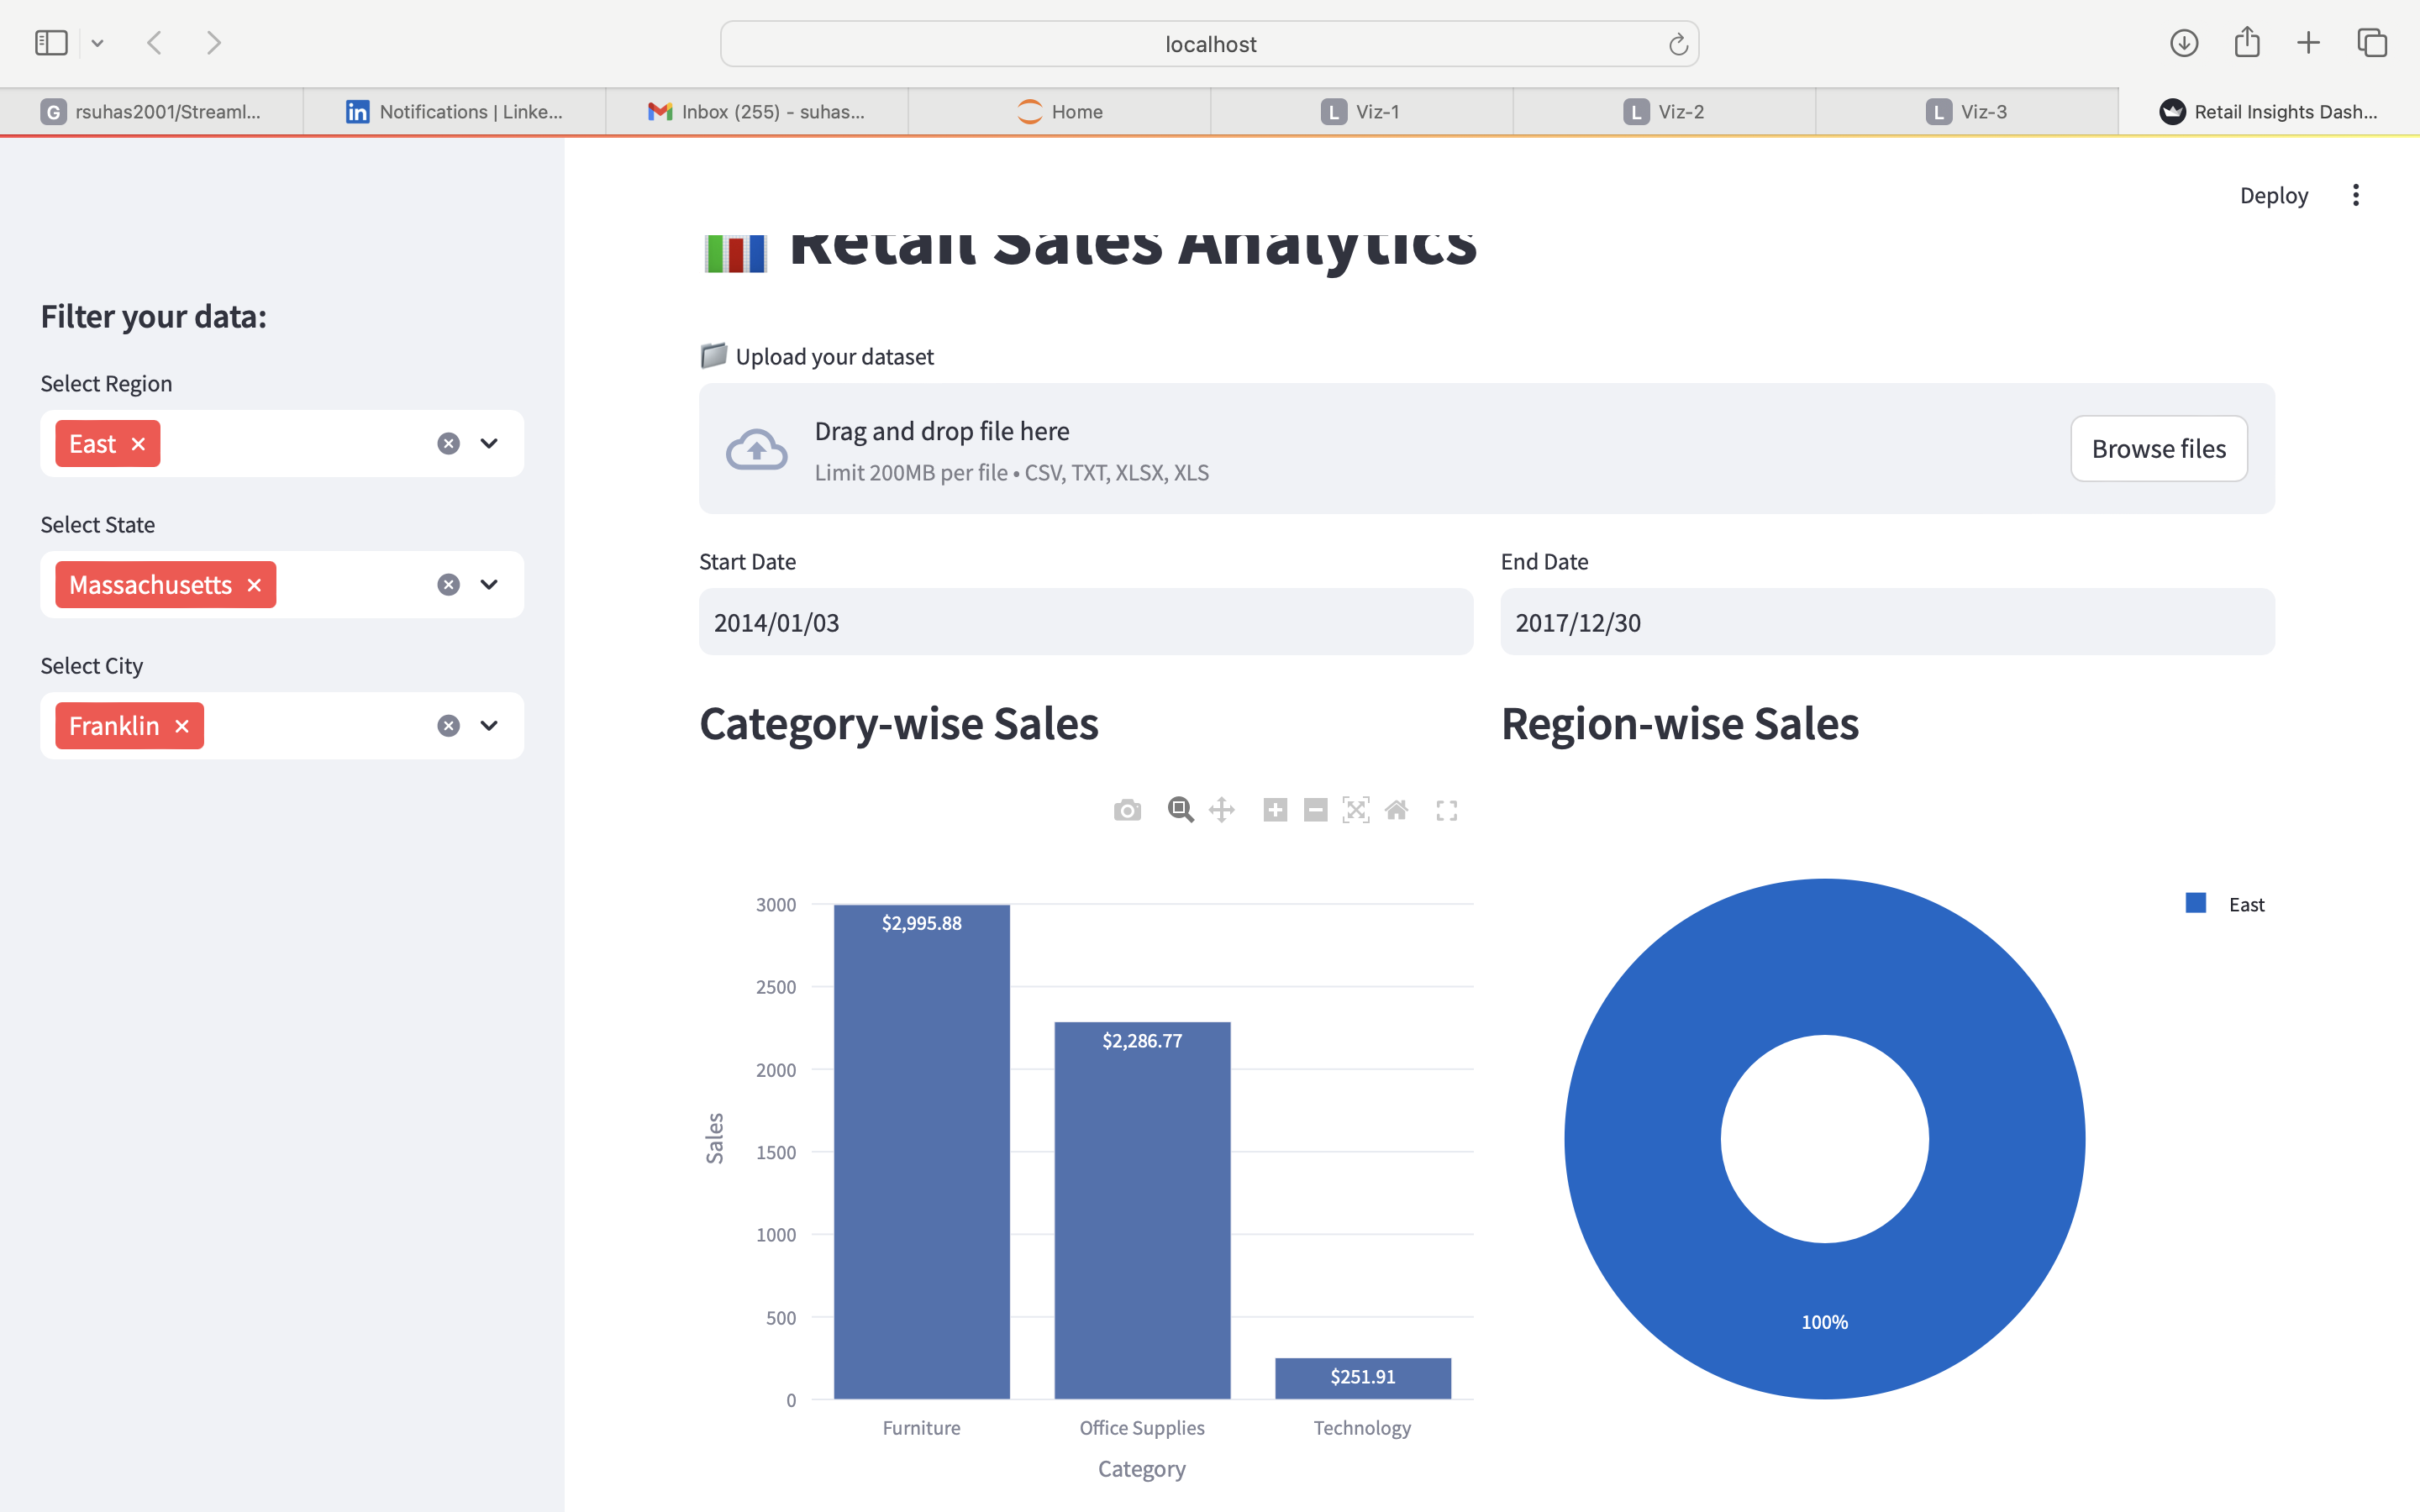 localhost
G rsuhas2001/Streaml...
in Notifications | Linke...
Inbox (255) - suhas...
Home
L Viz-1
L Viz-2
L Viz-3
Retail Insights Dash...
Deploy
Retail Sales Analytics
Filter your data:
Select Region
East
Select State
Massachusetts
Select City
Franklin
Upload your dataset
Drag and drop file here
Limit 200MB per file • CSV, TXT, XLSX, XLS
Browse files
Start Date
2014/01/03
End Date
2017/12/30
Category-wise Sales
3000
2500
2000
1500
1000
500
0
Sales
$2,995.88
$2,286.77
$251.91
Furniture
Office Supplies
Technology
Category
Region-wise Sales
East
100%